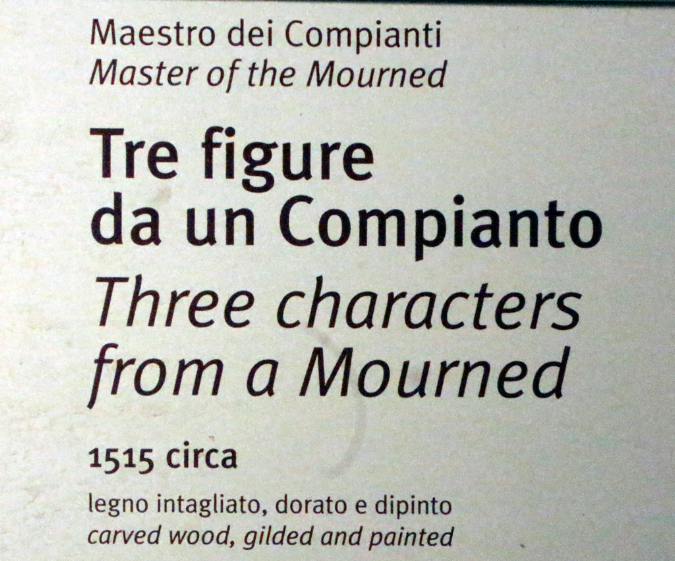 Maestro dei Compianti
Master of the Mourned
Tre figure
da un Compianto
Three characters
from a Mourned
1515 circa
legno intagliato, dorato e dipinto
carved wood, gilded and painted